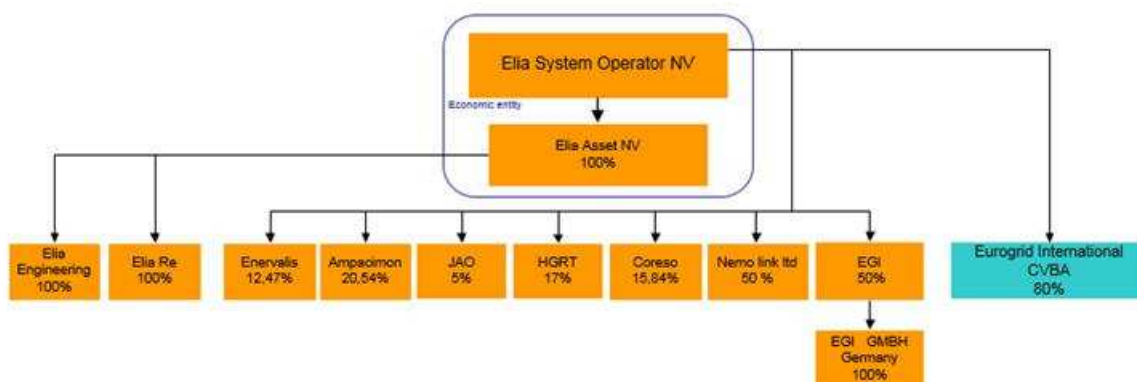 Elia System Operator NV
Economic entity
Elia Asset NV
100%
Elia
Engineering
100%
Elia Re
100%
Enervalis
12,47%
Ampaoimon
20,54%
JAO
5%
HGRT
17%
Coreso
15,84%
Nemo link ltd
50 %
EGI
50%
Eurogrid International
CVBA
80%
EGI GMBH
Germany
100%